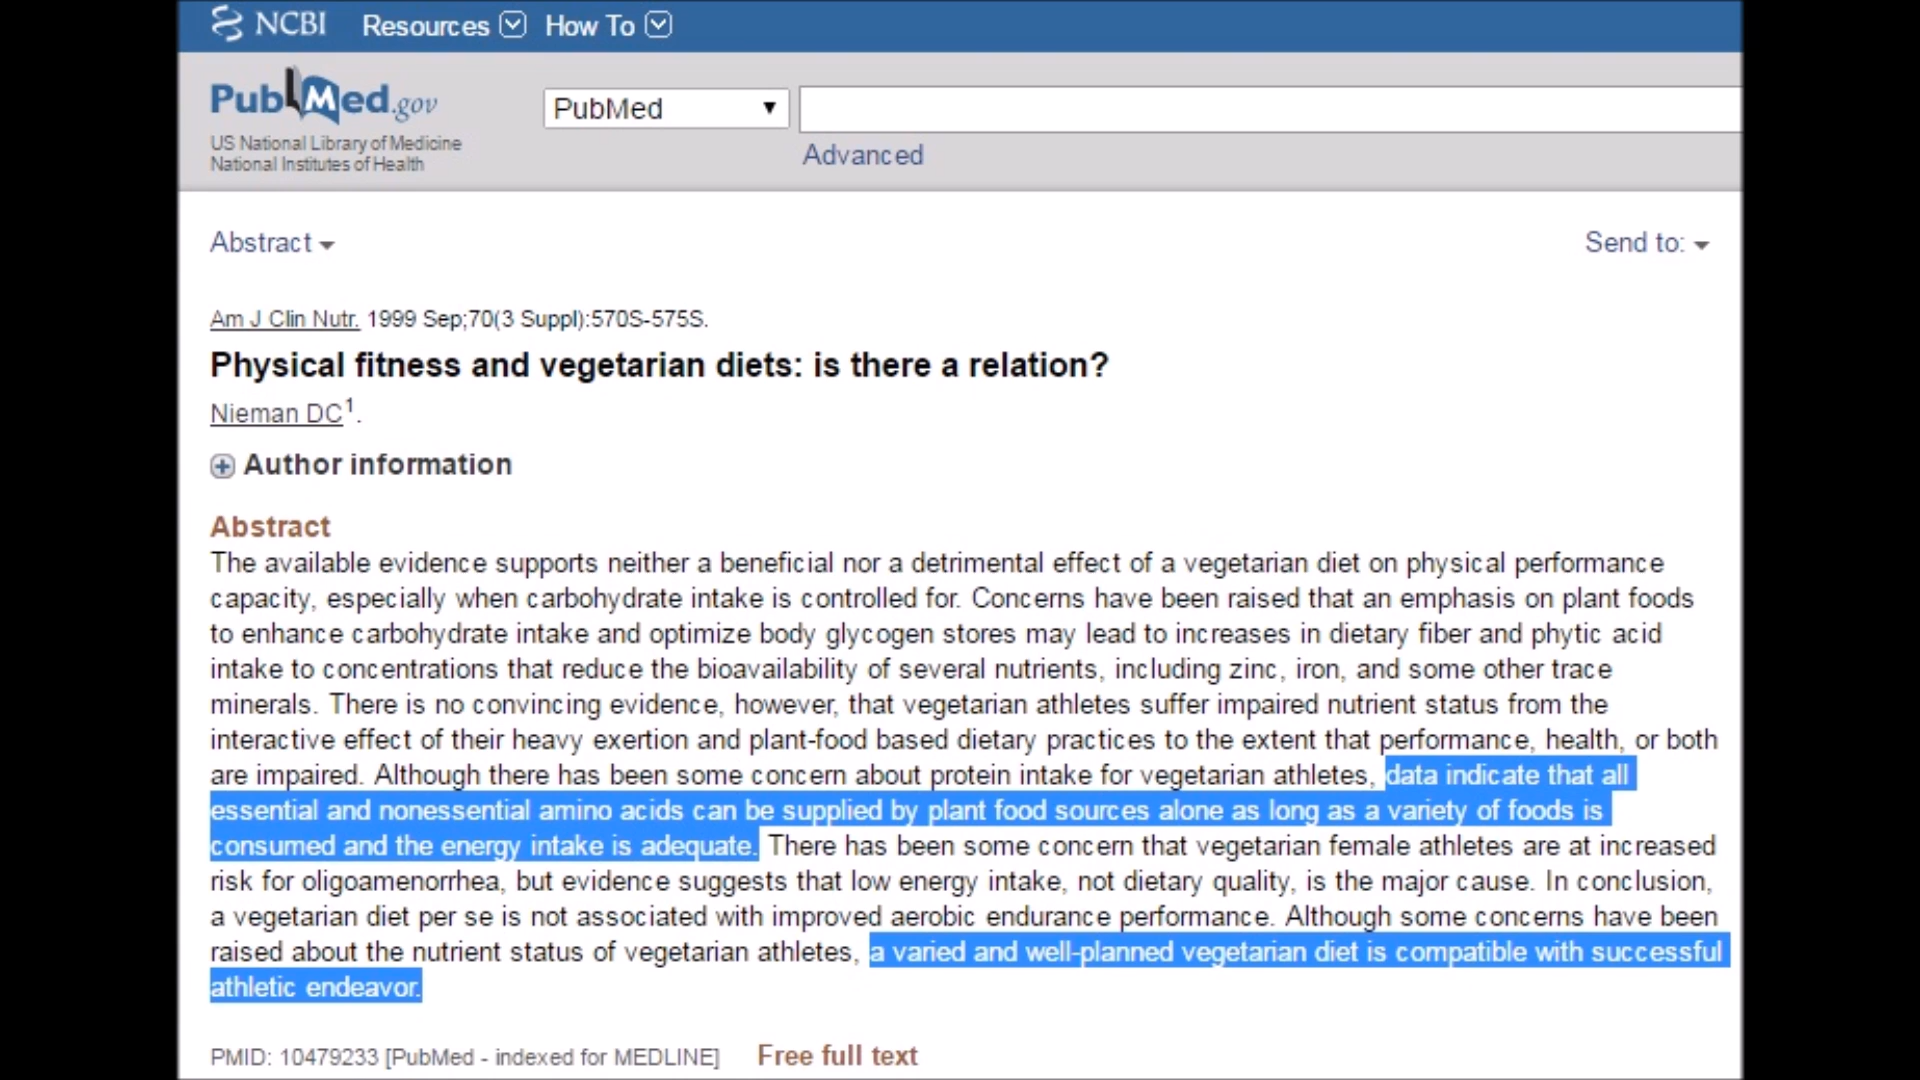 NCBI Resources How To
PubMed.gov
US National Library of Medicine
National Institutes of Health
PubMed
Advanced
Abstract
Send to:
Am J Clin Nutr. 1999 Sep;70(3 Suppl):570S-575S.
Physical fitness and vegetarian diets: is there a relation?
Nieman DC1.
Author information
Abstract
The available evidence supports neither a beneficial nor a detrimental effect of a vegetarian diet on physical performance
capacity, especially when carbohydrate intake is controlled for. Concerns have been raised that an emphasis on plant foods
to enhance carbohydrate intake and optimize body glycogen stores may lead to increases in dietary fiber and phytic acid
intake to concentrations that reduce the bioavailability of several nutrients, including zinc, iron, and some other trace
minerals. There is no convincing evidence, however, that vegetarian athletes suffer impaired nutrient status from the
interactive effect of their heavy exertion and plant-food based dietary practices to the extent that performance, health, or both
are impaired. Although there has been some concern about protein intake for vegetarian athletes, data indicate that all
essential and nonessential amino acids can be supplied by plant food sources alone as long as a variety of foods is
consumed and the energy intake is adequate. There has been some concern that vegetarian female athletes are at increased
risk for oligoamenorrhea, but evidence suggests that low energy intake, not dietary quality, is the major cause. In conclusion,
a vegetarian diet per se is not associated with improved aerobic endurance performance. Although some concerns have been
raised about the nutrient status of vegetarian athletes, a varied and well-planned vegetarian diet is compatible with successful
athletic endeavor.
PMID: 10479233 [PubMed - indexed for MEDLINE] Free full text